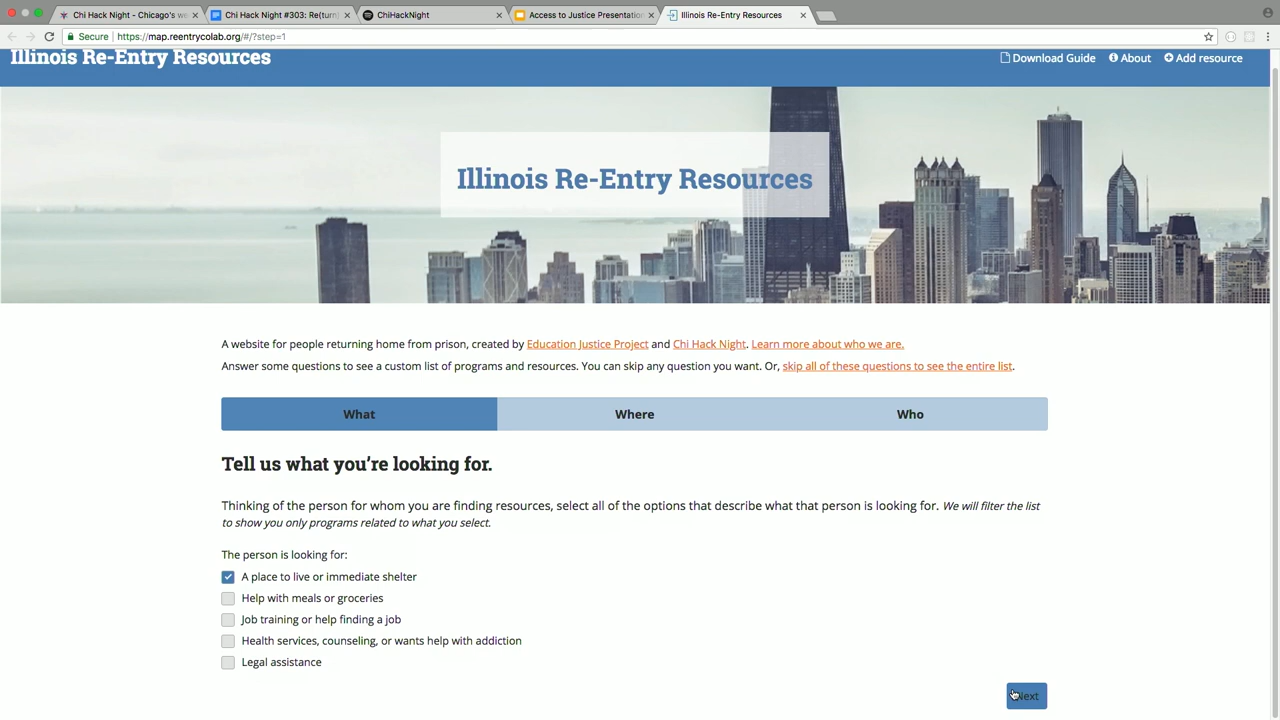 Chi Hack Night - Chicago's we
Chi Hack Night #303: Re(turn
ChiHackNight
Access to Justice Presentation
Illinois Re-Entry Resources
Secure
https://map.reentrycolab.org/#/?step=1
Illinois Re-Entry Resources
Download Guide
About
Add resource
Illinois Re-Entry Resources
A website for people returning home from prison, created by Education Justice Project and Chi Hack Night. Learn more about who we are.
Answer some questions to see a custom list of programs and resources. You can skip any question you want. Or, skip all of these questions to see the entire list.
What
Where
Who
Tell us what you're looking for.
Thinking of the person for whom you are finding resources, select all of the options that describe what that person is looking for. We will filter the list
to show you only programs related to what you select.
The person is looking for:
A place to live or immediate shelter
Help with meals or groceries
Job training or help finding a job
Health services, counseling, or wants help with addiction
Legal assistance
Next